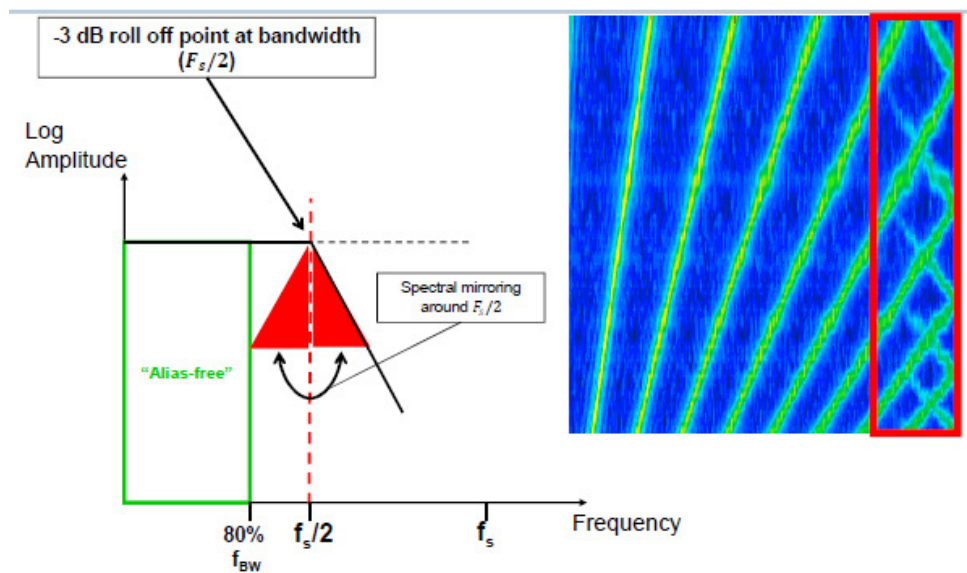 -3 dB roll off point at bandwidth
(Fs/2)
Log
Amplitude
Spectral mirroring
around Fs/2
"Alias-free"
80%
fBW
fs/2
fs
Frequency